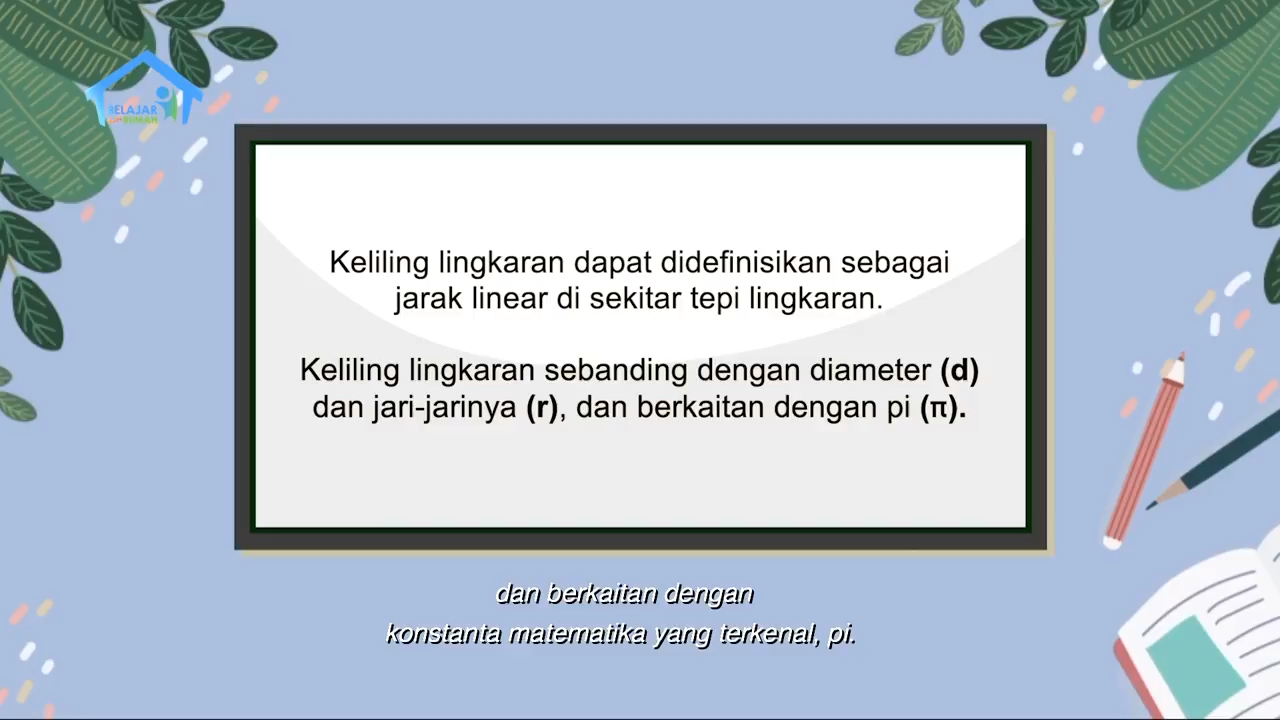 BELAJAR
RUMAH
Keliling lingkaran dapat didefinisikan sebagai
jarak linear di sekitar tepi lingkaran.
Keliling lingkaran sebanding dengan diameter (d)
dan jari-jarinya (r), dan berkaitan dengan pi (π).
dan berkaitan dengan
konstanta matematika yang terkenal, pi.